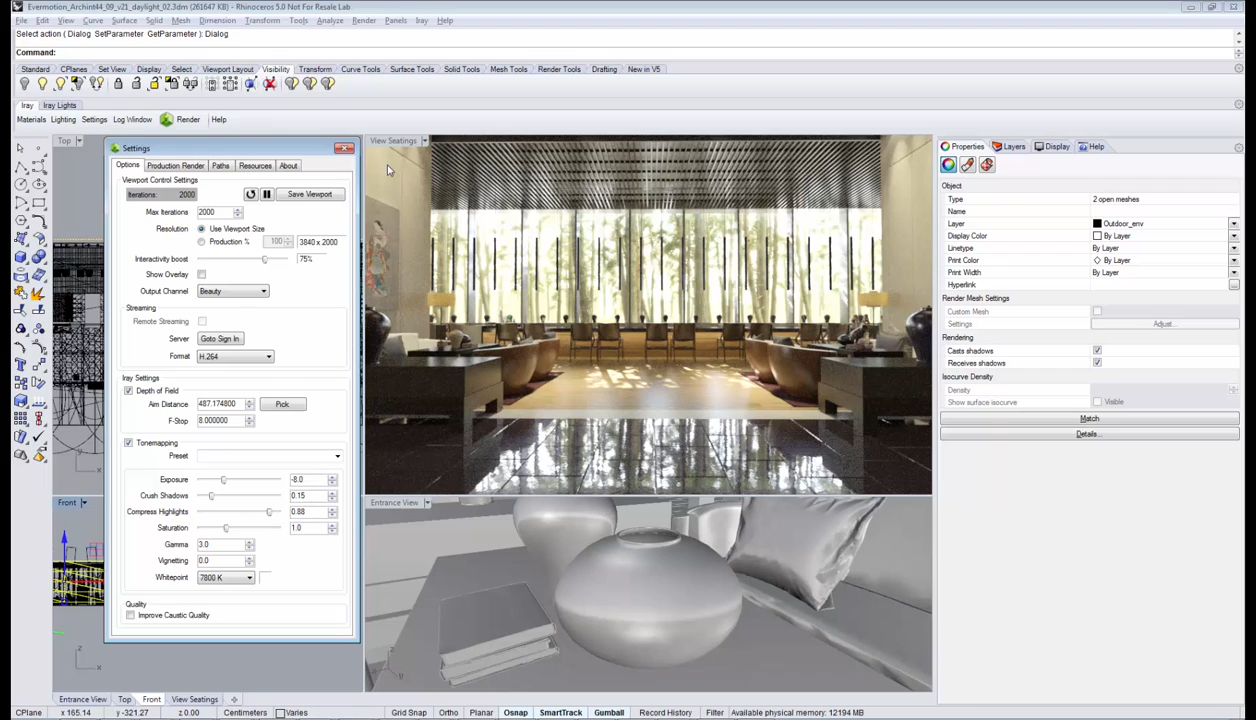 Evermotion_Archint44_09_v21_daylight_02.3dm (261647 KB) - Rhinoceros 5.0 Not For Resale Lab
File Edit View Curve Surface Solid Mesh Dimension Transform Tools Analyze Render Panels Iray Help
Select action ( Dialog SetParameter GetParameter ): Dialog
Command:
Standard CPlanes Set View Display Select Viewport Layout Visibility Transform Curve Tools Surface Tools Solid Tools Mesh Tools Render Tools Drafting New in V5
Iray Iray Lights
Materials Lighting Settings Log Window Render Help
Top
View Seatings
Settings
Options Production Render Paths Resources About
Viewport Control Settings
Iterations: 2000
Save Viewport
Max Iterations 2000
Resolution Use Viewport Size
Production % 100 3840 x 2000
Interactivity boost 75%
Show Overlay
Output Channel Beauty
Streaming
Remote Streaming
Server Goto Sign In
Format H.264
Iray Settings
Depth of Field
Aim Distance 487.174800 Pick
F-Stop 8.000000
Tonemapping
Preset
Exposure -8.0
Crush Shadows 0.15
Compress Highlights 0.88
Saturation 1.0
Gamma 3.0
Vignetting 0.0
Whitepoint 7800 K
Quality
Improve Caustic Quality
Properties Layers Display Help
Object
Type 2 open meshes
Name
Layer Outdoor_env
Display Color By Layer
Linetype By Layer
Print Color By Layer
Print Width By Layer
Hyperlink ...
Render Mesh Settings
Custom Mesh
Settings Adjust...
Rendering
Casts shadows
Receives shadows
Isocurve Density
Density
Show surface isocurve Visible
Match
Details...
Front
Entrance View
x
z
x
z
x
y
Entrance View Top Front View Seatings
CPlane x 165.14 y -321.27 z 0.00 Centimeters Varies Grid Snap Ortho Planar Osnap SmartTrack Gumball Record History Filter Available physical memory: 12194 MB